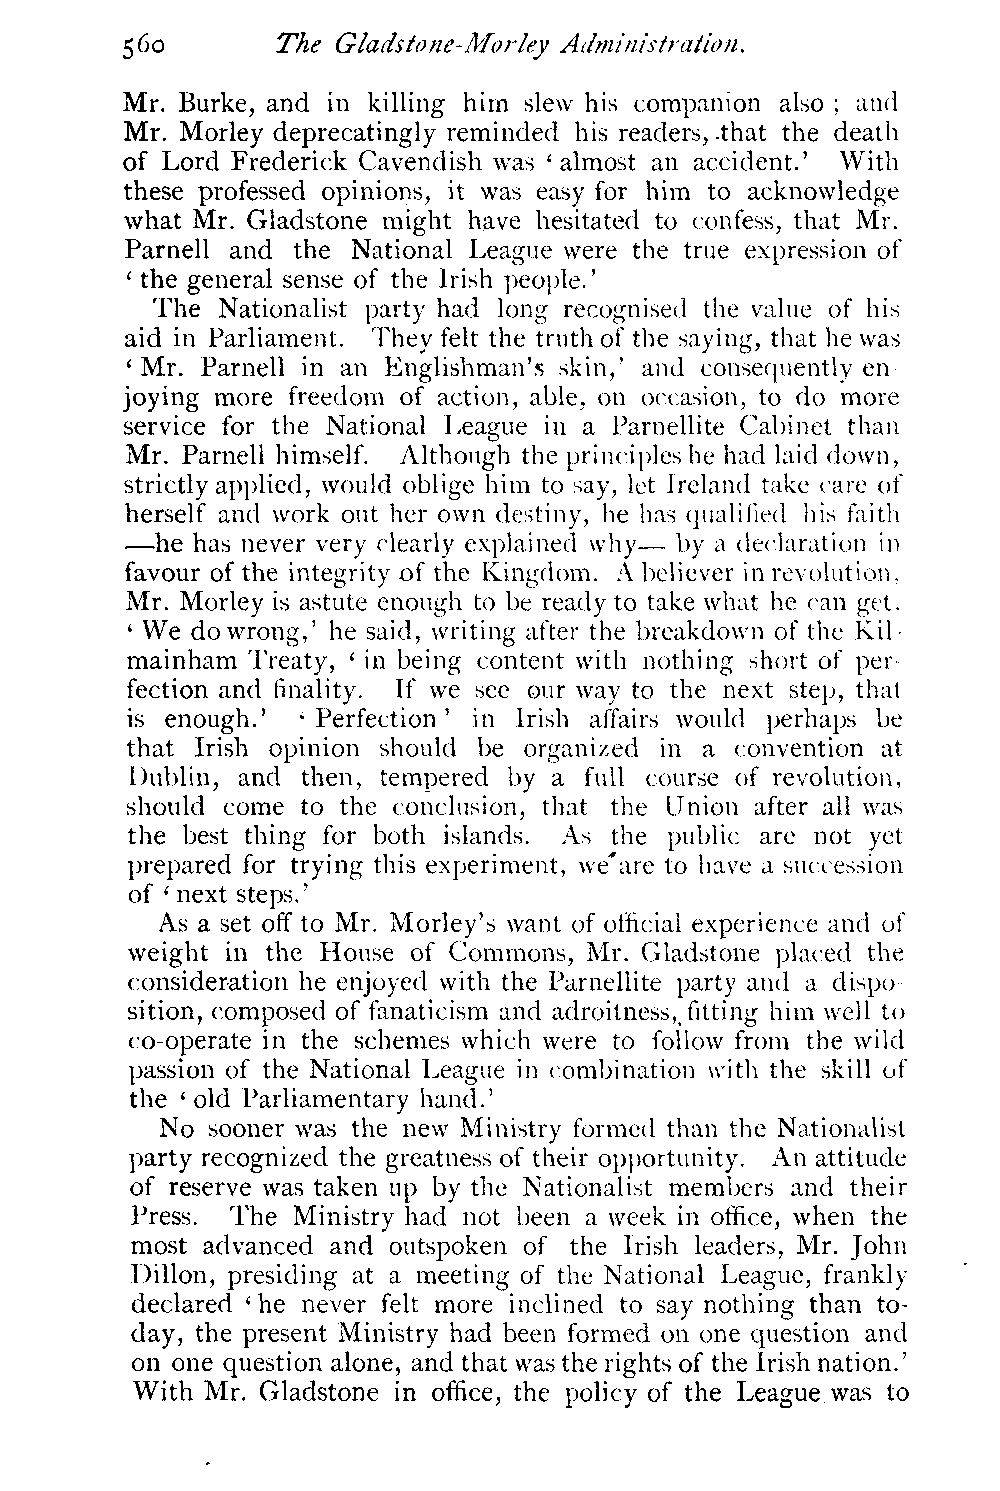 560 The Gladstone-Morley Administration.
Mr. Burke, and in killing him slew his companion also ; and
Mr. Morley deprecatingly reminded his readers, that the death
of Lord Frederick Cavendish was ‘ almost an accident.’ With
these professed opinions, it was easy for him to acknowledge
what Mr. Gladstone might have hesitated to confess, that Mr.
Parnell and the National League were the true expression of
‘ the general sense of the Irish people.’
The Nationalist party had long recognised the value of his
aid in Parliament. They felt the truth of the saying, that he was
‘ Mr. Parnell in an Englishman's skin,’ and consequently en-
joying more freedom of action, able, on occasion, to do more
service for the National League in a Parnellite Cabinet than
Mr. Parnell himself. Although the principles he had laid down,
strictly applied, would oblige him to say, let Ireland take care of
herself and work out her own destiny, he has qualified his faith
—he has never very clearly explained why— by a declaration in
favour of the integrity of the Kingdom. A believer in revolution,
Mr. Morley is astute enough to be ready to take what he can get.
‘ We do wrong,’ he said, writing after the breakdown of the Kil-
mainham Treaty, ‘ in being content with nothing short of per-
fection and finality. If we see our way to the next step, that
is enough.’ ‘ Perfection ’ in Irish affairs would perhaps be
that Irish opinion should be organized in a convention at
Dublin, and then, tempered by a full course of revolution,
should come to the conclusion, that the Union after all was
the best thing for both islands. As the public are not yet
prepared for trying this experiment, we are to have a succession
of ‘ next steps.’
As a set off to Mr. Morley's want of official experience and of
weight in the House of Commons, Mr. Gladstone placed the
consideration he enjoyed with the Parnellite party and a dispo-
sition, composed of fanaticism and adroitness, fitting him well to
co-operate in the schemes which were to follow from the wild
passion of the National League in combination with the skill of
the ‘ old Parliamentary hand.’
No sooner was the new Ministry formed than the Nationalist
party recognized the greatness of their opportunity. An attitude
of reserve was taken up by the Nationalist members and their
Press. The Ministry had not been a week in office, when the
most advanced and outspoken of the Irish leaders, Mr. John
Dillon, presiding at a meeting of the National League, frankly
declared ‘ he never felt more inclined to say nothing than to-
day, the present Ministry had been formed on one question and
on one question alone, and that was the rights of the Irish nation.’
With Mr. Gladstone in office, the policy of the League was to